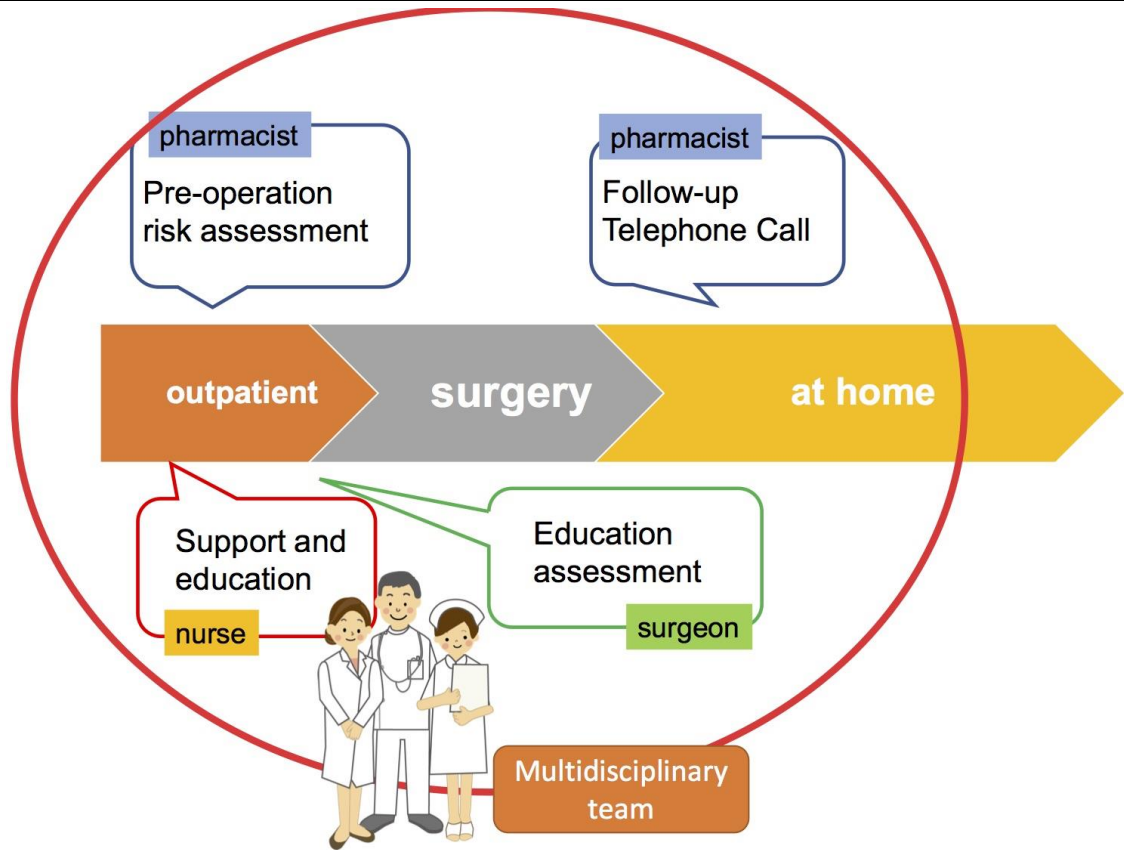 pharmacist
Pre-operation
risk assessment
pharmacist
Follow-up
Telephone Call
outpatient
surgery
at home
Support and
education
nurse
Education
assessment
surgeon
Multidisciplinary
team